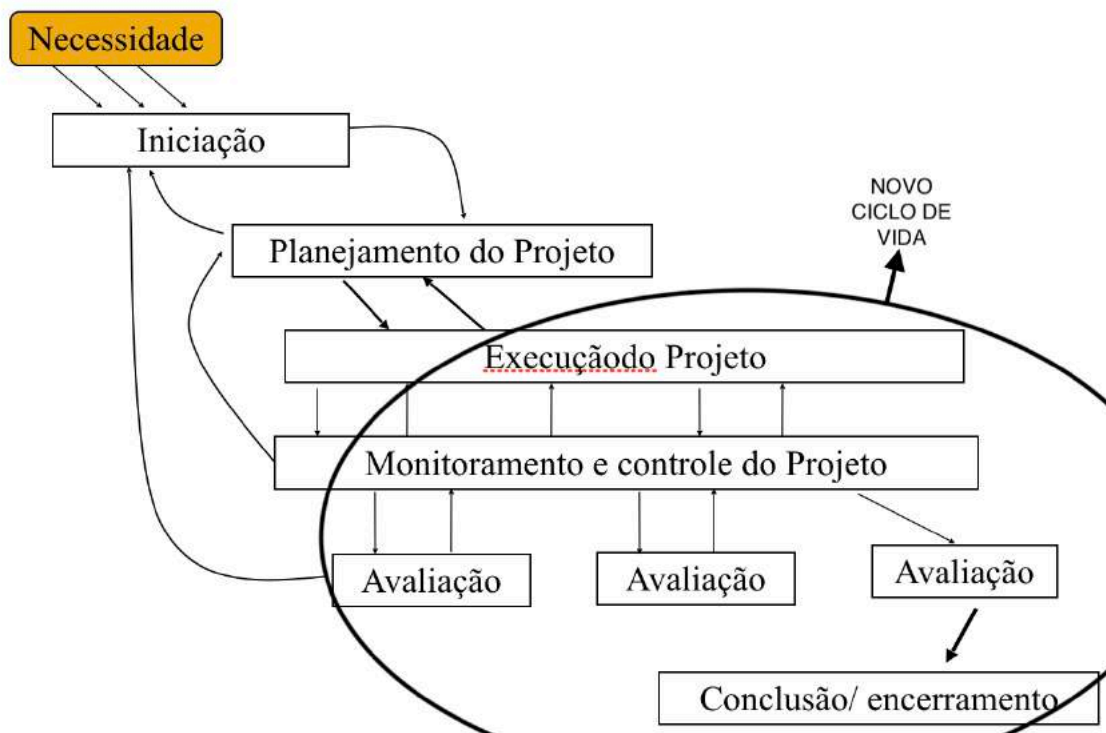 Necessidade
Iniciação
NOVO
CICLO DE
VIDA
Planejamento do Projeto
Execuçãodo Projeto
Monitoramento e controle do Projeto
Avaliação
Avaliação
Avaliação
Conclusão/ encerramento